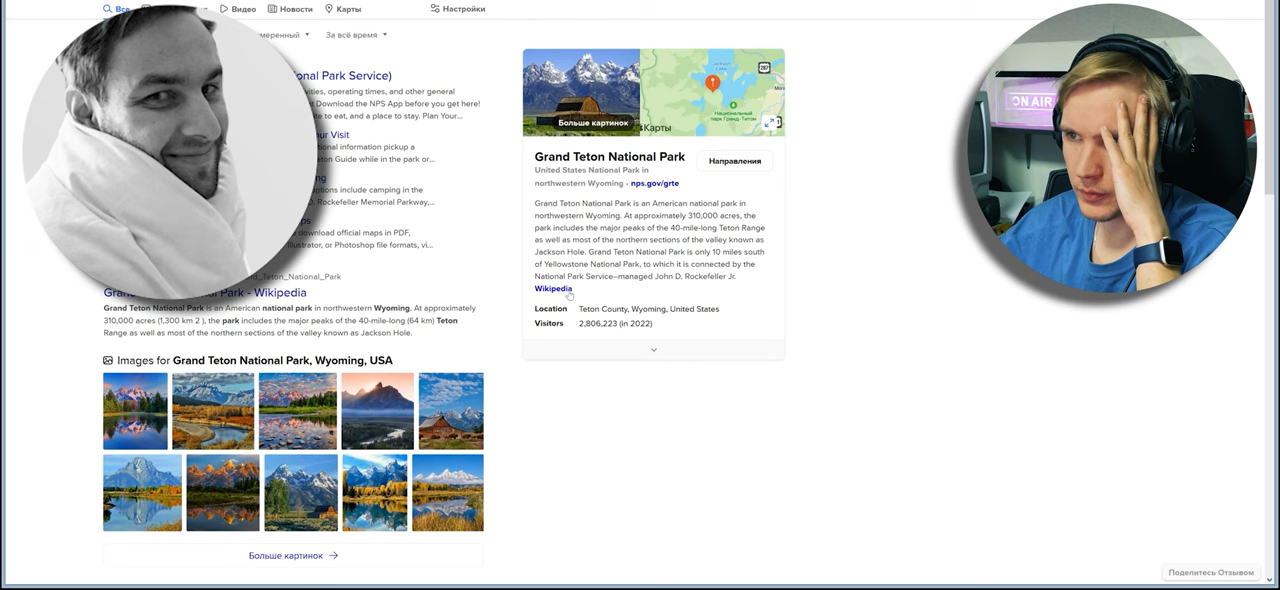 Все
Видео
Новости
Карты
Настройки
За всё время
onal Park Service)
ities, operating times, and other general
Download the NPS App before you get here!
to eat, and a place to stay. Plan Your...
ur Visit
tional information pickup a
Teton Guide while in the park or...
ptions include camping in the
Rockefeller Memorial Parkway,...
download official maps in PDF,
Illustrator, or Photoshop file formats, vi...
d_Teton_National_Park
Park - Wikipedia
Grand Teton National Park is an American national park in northwestern Wyoming. At approximately
310,000 acres (1,300 km 2 ), the park includes the major peaks of the 40-mile-long (64 km) Teton
Range as well as most of the northern sections of the valley known as Jackson Hole.
Images for Grand Teton National Park, Wyoming, USA
Больше картинок →
Больше картинок
Карты
287
Национальный
парк Гранд-Титон
Grand Teton National Park
Направления
United States National Park in
northwestern Wyoming · nps.gov/grte
Grand Teton National Park is an American national park in
northwestern Wyoming. At approximately 310,000 acres, the
park includes the major peaks of the 40-mile-long Teton Range
as well as most of the northern sections of the valley known as
Jackson Hole. Grand Teton National Park is only 10 miles south
of Yellowstone National Park, to which it is connected by the
National Park Service–managed John D. Rockefeller Jr.
Wikipedia
Location Teton County, Wyoming, United States
Visitors 2,806,223 (in 2022)
ON AIR
Поделитесь Отзывом